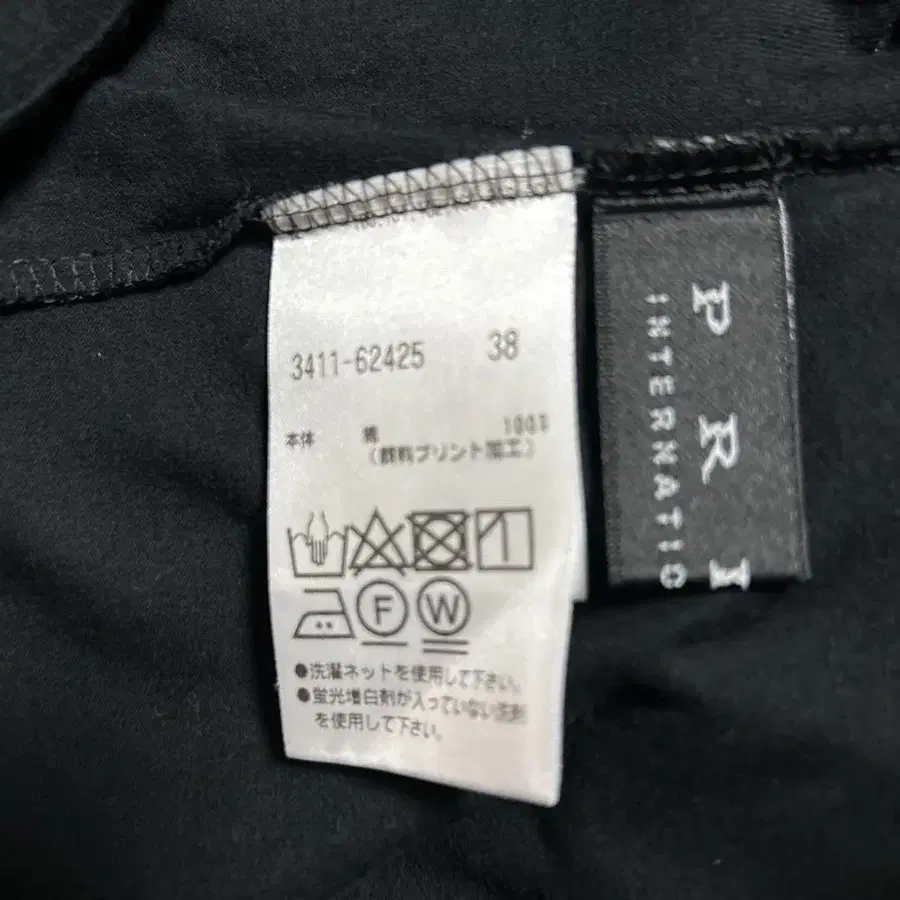 3411-62425 38
本体 綿 100%
(顔料プリント加工)
F W
●洗濯ネットを使用して下さい。
●蛍光増白剤が入っていない洗剤
を使用して下さい。
P R I
INTERNATIO